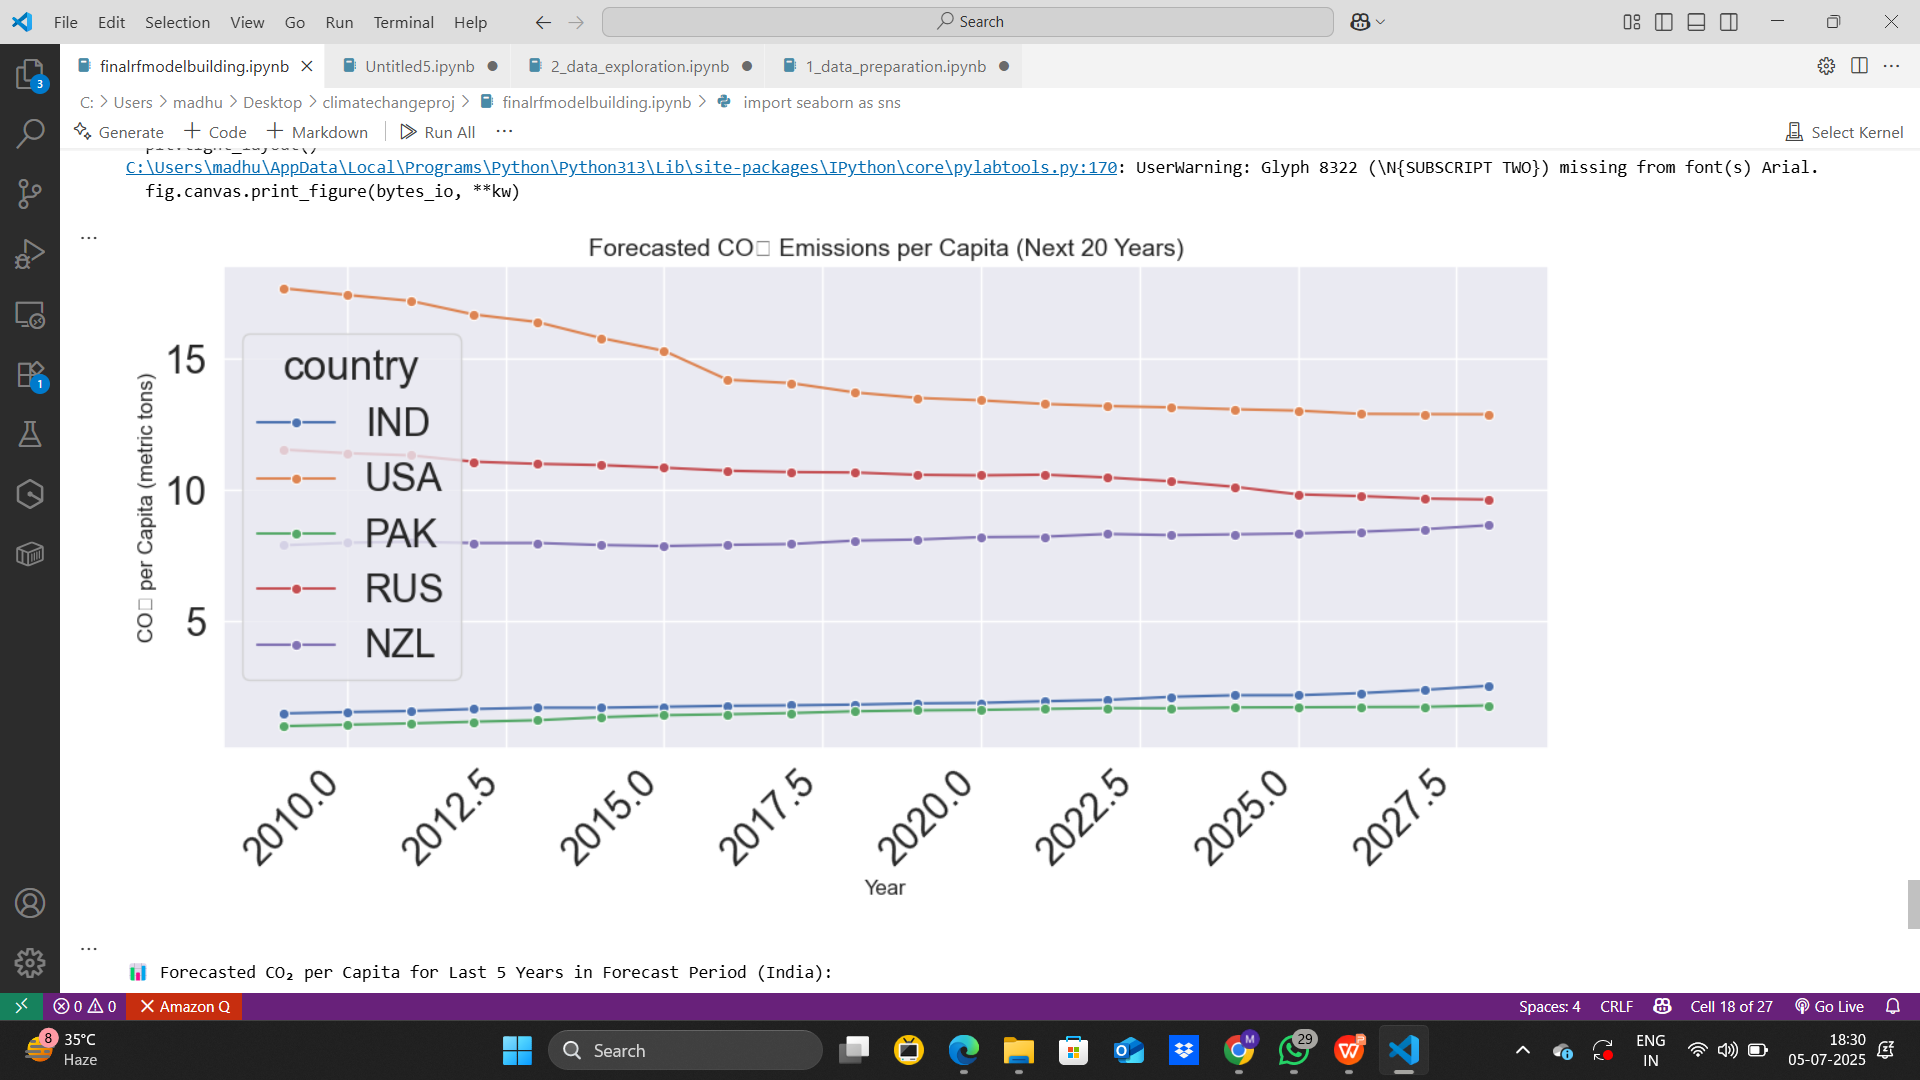 File Edit Selection View Go Run Terminal Help
Search
finalrfmodelbuilding.ipynb Untitled5.ipynb 2_data_exploration.ipynb 1_data_preparation.ipynb
C: > Users > madhu > Desktop > climatechangeproj > finalrfmodelbuilding.ipynb > import seaborn as sns
Generate + Code + Markdown Run All ... Select Kernel
plt.tight_layout()
C:\Users\madhu\AppData\Local\Programs\Python\Python313\Lib\site-packages\IPython\core\pylabtools.py:170: UserWarning: Glyph 8322 (\N{SUBSCRIPT TWO}) missing from font(s) Arial.
fig.canvas.print_figure(bytes_io, **kw)
...
Forecasted CO□ Emissions per Capita (Next 20 Years)
CO□ per Capita (metric tons)
15
10
5
country
IND
USA
PAK
RUS
NZL
2010.0 2012.5 2015.0 2017.5 2020.0 2022.5 2025.0 2027.5
Year
...
Forecasted CO₂ per Capita for Last 5 Years in Forecast Period (India):
3
1
0 0 Amazon Q Spaces: 4 CRLF Cell 18 of 27 Go Live
8 35°C
Haze
Search
M
29
ENG
IN
18:30
05-07-2025